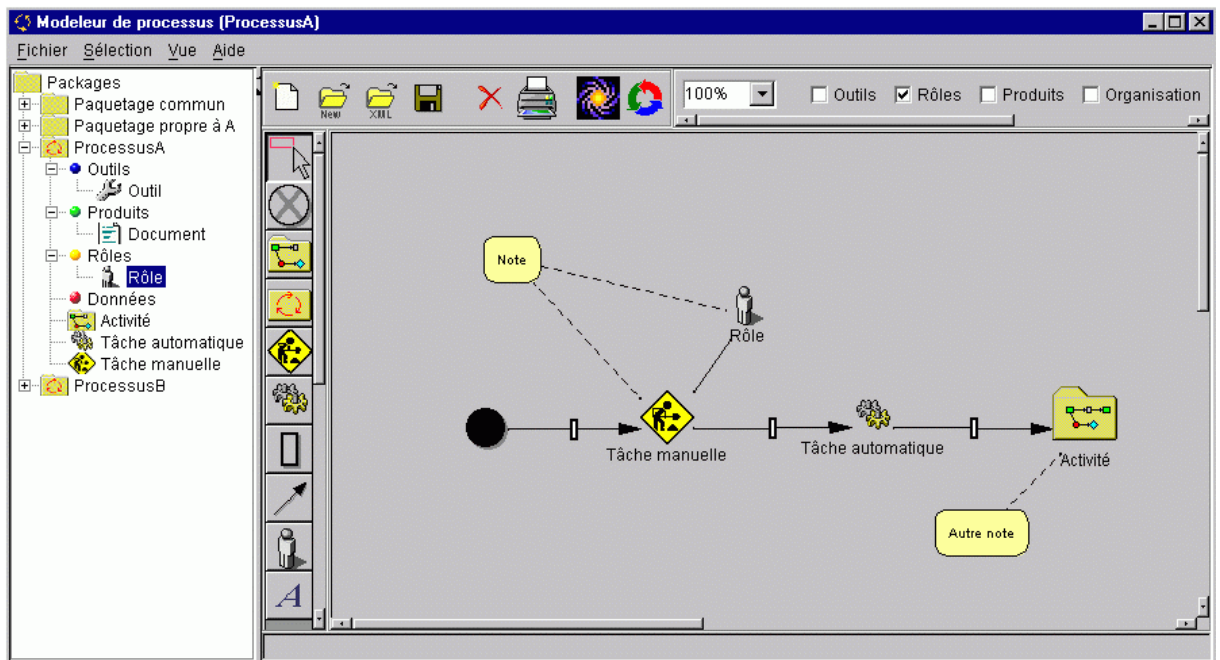 Modeleur de processus (ProcessusA)
Fichier Sélection Vue Aide
Packages
Paquetage commun
Paquetage propre à A
ProcessusA
Outils
Outil
Produits
Document
Rôles
Rôle
Données
Activité
Tâche automatique
Tâche manuelle
ProcessusB
New
XML
100%
Outils Rôles Produits Organisation
A
Note
Rôle
Tâche manuelle
Tâche automatique
Activité
Autre note